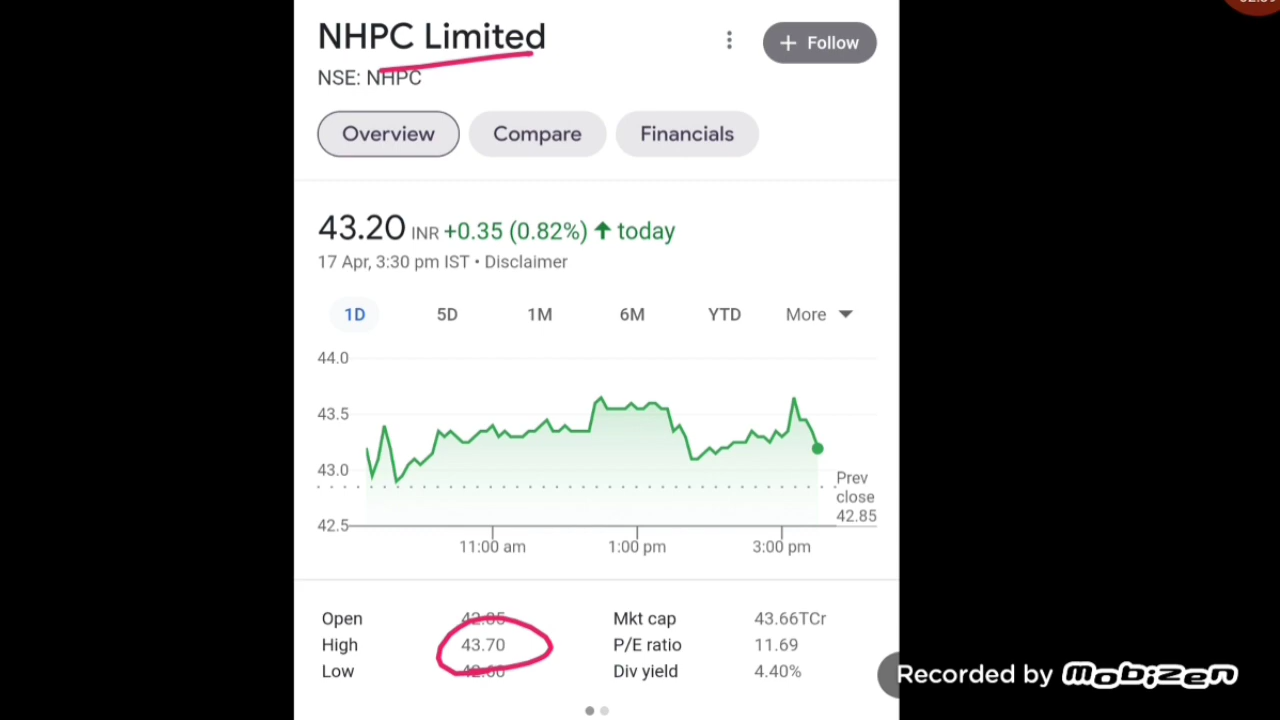 NHPC Limited
+ Follow
NSE: NHPC
Overview Compare Financials
43.20 INR +0.35 (0.82%) ↑ today
17 Apr, 3:30 pm IST • Disclaimer
1D 5D 1M 6M YTD More
44.0
43.5
43.0
Prev
close
42.85
42.5
11:00 am 1:00 pm 3:00 pm
Open Mkt cap 43.66TCr
High 43.70 P/E ratio 11.69
Low Div yield 4.40%
Recorded by mobizen